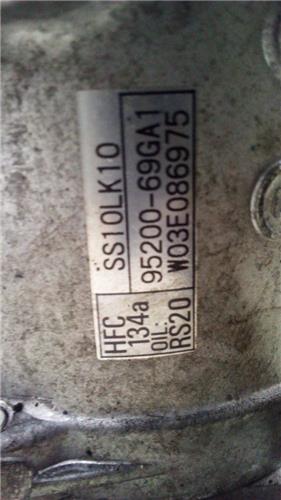 HFC 134a SS10LK10
95200-69GA1
OIL: RS20 W03E086975